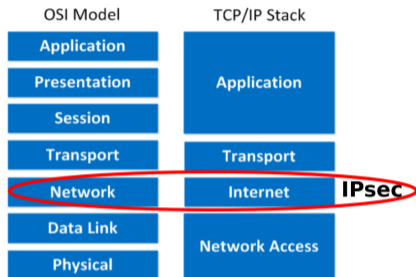 OSI Model
TCP/IP Stack
Application
Presentation
Session
Transport
Network
Data Link
Physical
Application
Transport
Internet
Network Access
IPsec